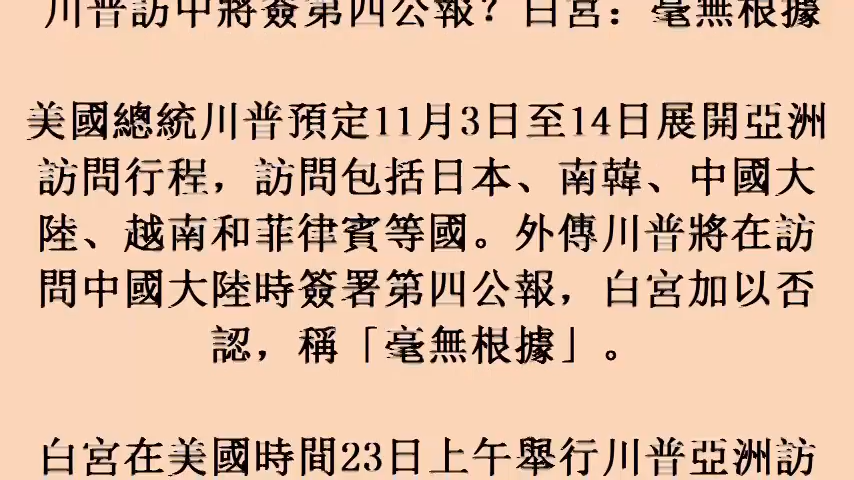 川普訪中將簽第四公報？白宮：毫無根據
美國總統川普預定11月3日至14日展開亞洲
訪問行程，訪問包括日本、南韓、中國大
陸、越南和菲律賓等國。外傳川普將在訪
問中國大陸時簽署第四公報，白宮加以否
認，稱「毫無根據」。
白宮在美國時間23日上午舉行川普亞洲訪